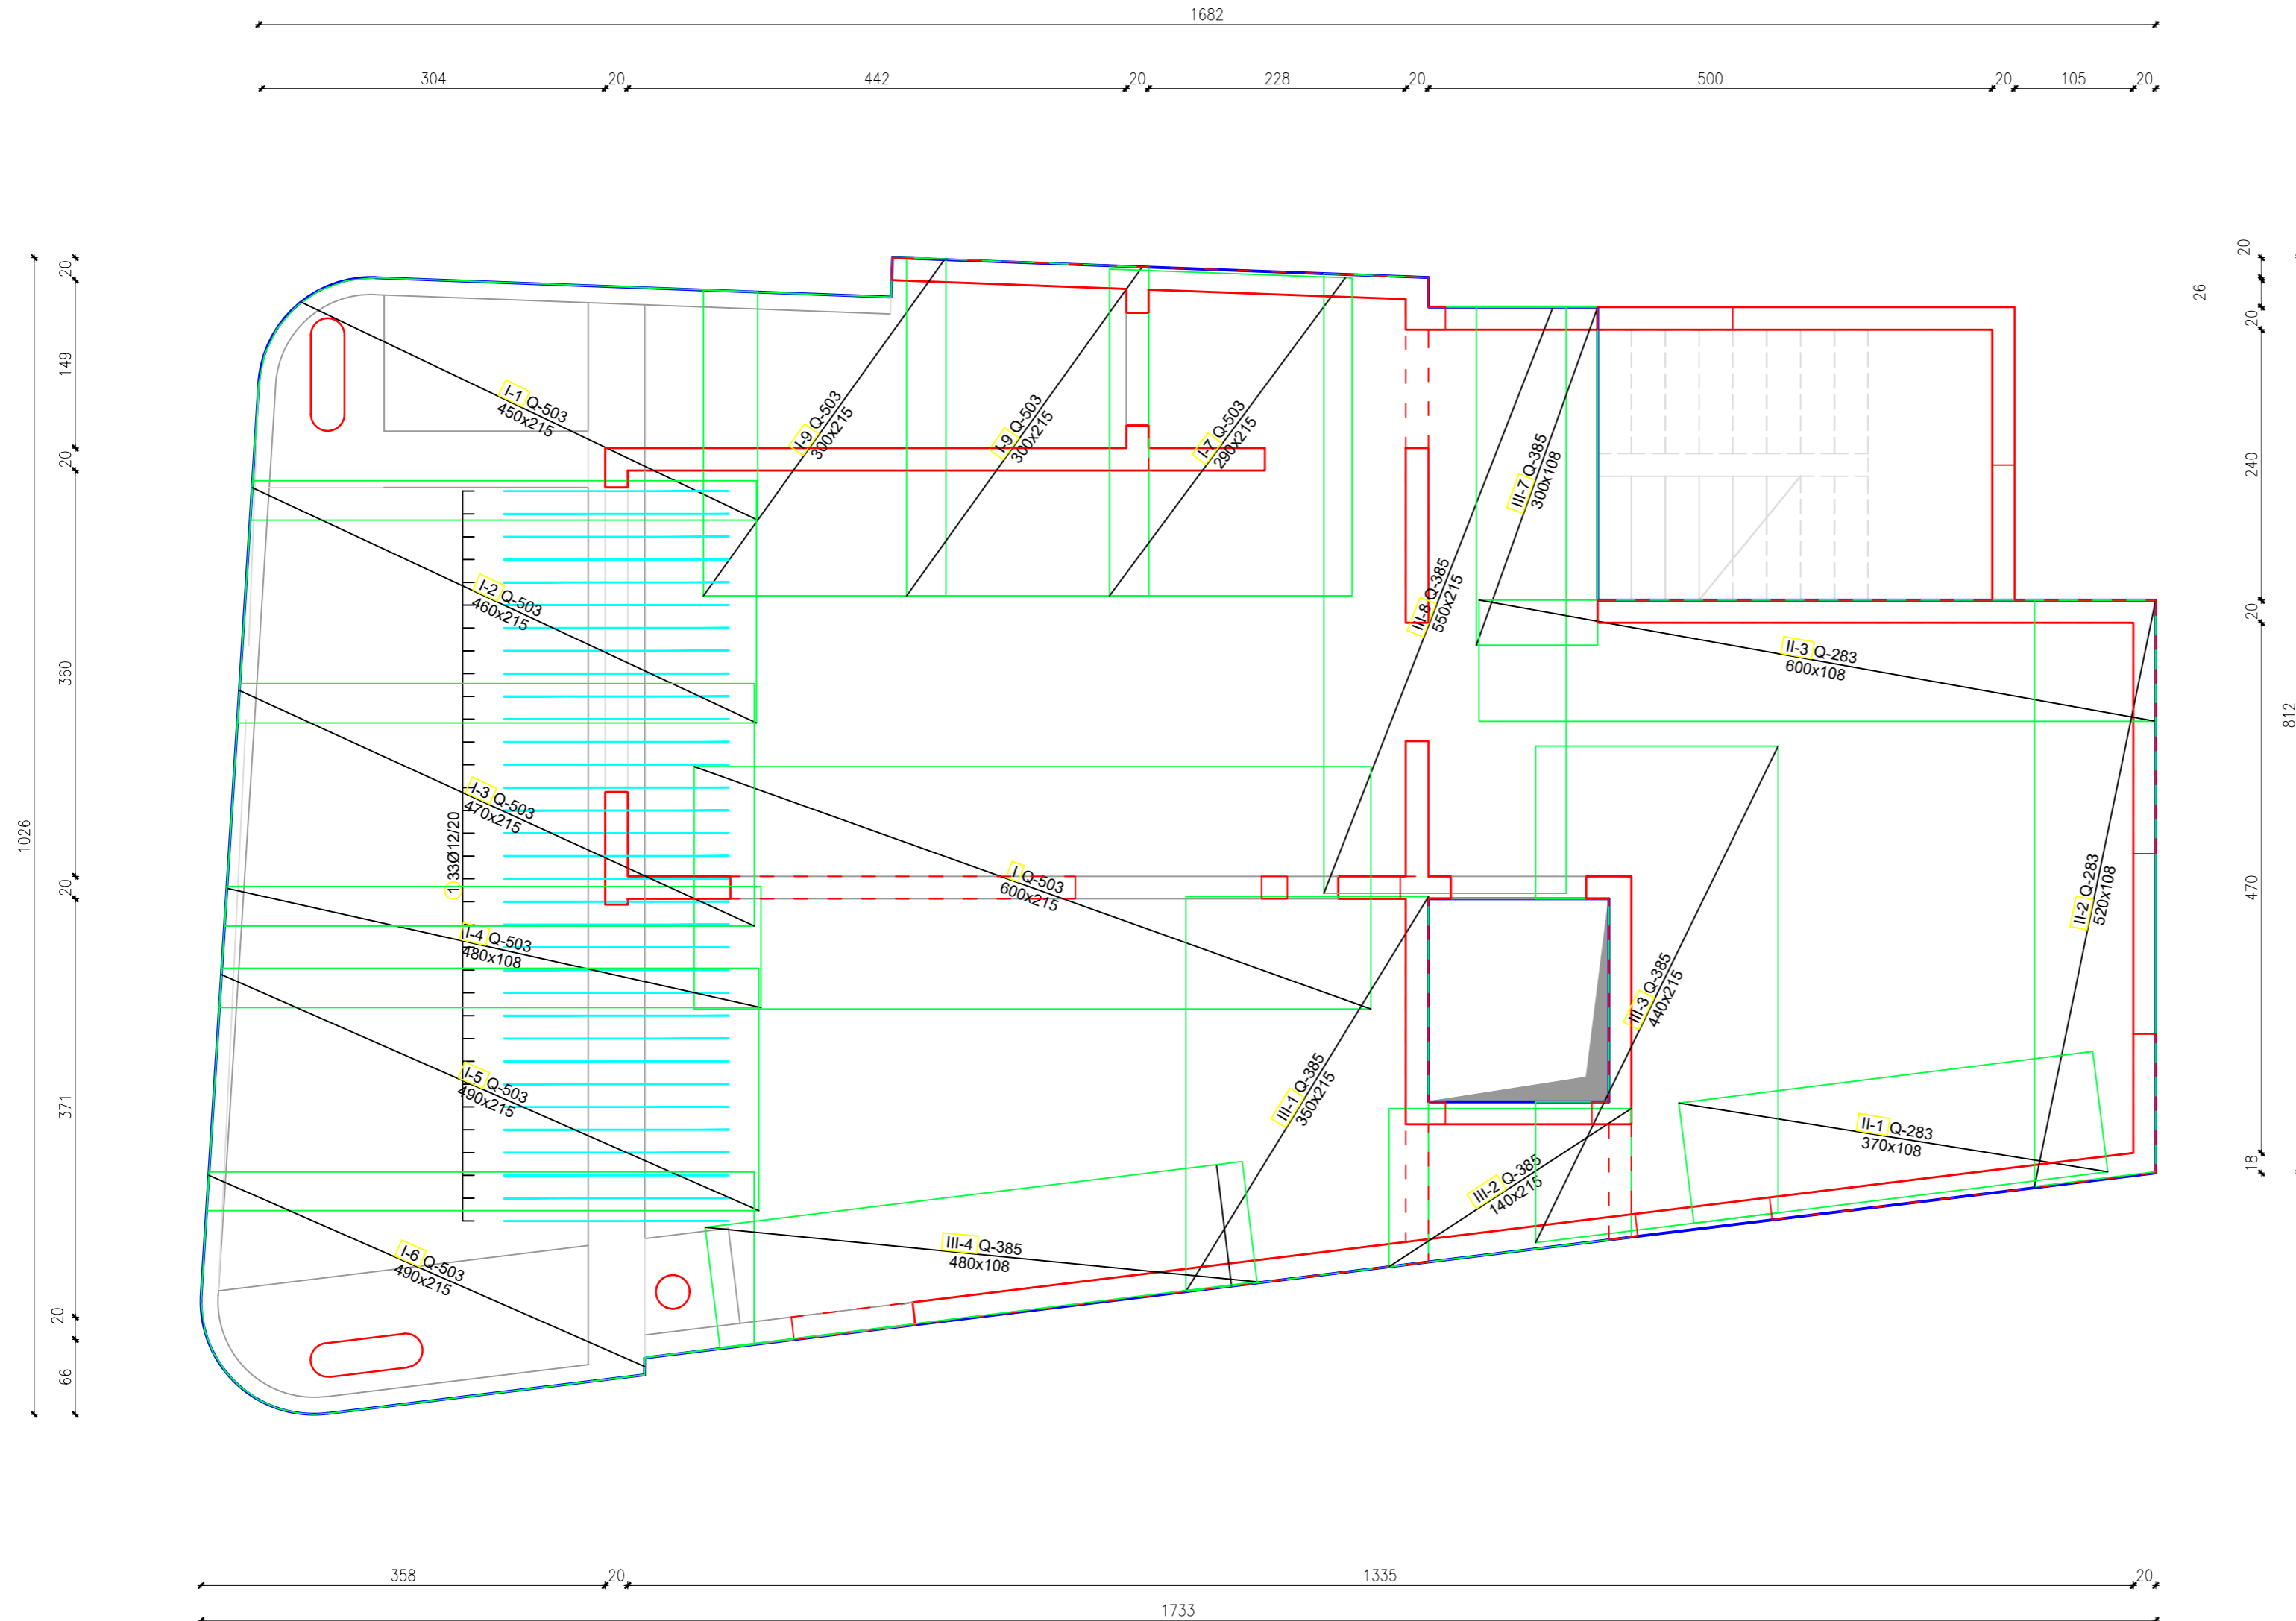 1682
304
20
442
20
228
20
500
20
105
20
20
26
20
240
20
812
470
18
1026
20
149
20
360
20
371
20
66
I-1 Q-503
450x215
I-9 Q-503
300x215
I-9 Q-503
300x215
I-7 Q-503
290x215
III-7 Q-385
300x108
III-8 Q-385
550x215
I-2 Q-503
460x215
II-3 Q-283
600x108
I-3 Q-503
470x215
1 33Ø12/20
I Q-503
600x215
II-2 Q-283
520x108
I-4 Q-503
480x108
III-3 Q-385
440x215
I-5 Q-503
490x215
III-1 Q-385
350x215
II-1 Q-283
370x108
III-2 Q-385
140x215
III-4 Q-385
480x108
I-6 Q-503
490x215
358
20
1335
20
1733